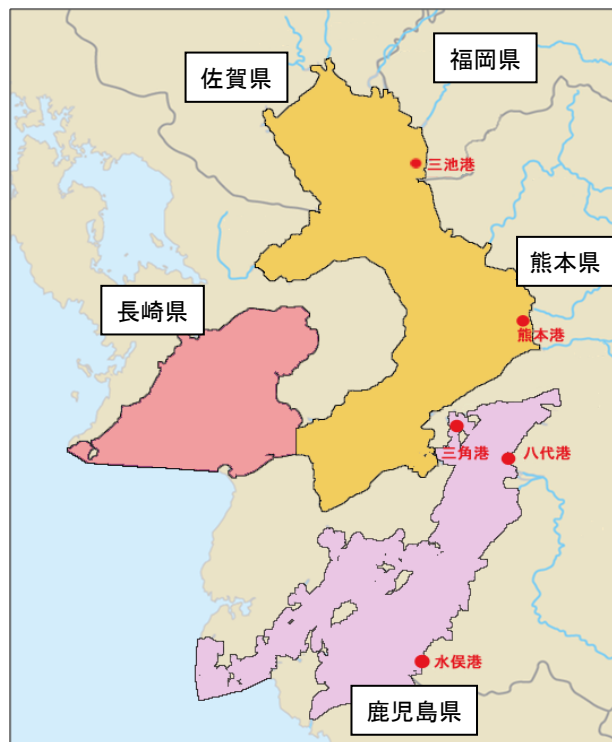 福岡県
佐賀県
三池港
熊本県
長崎県
熊本港
三角港
八代港
水俣港
鹿児島県